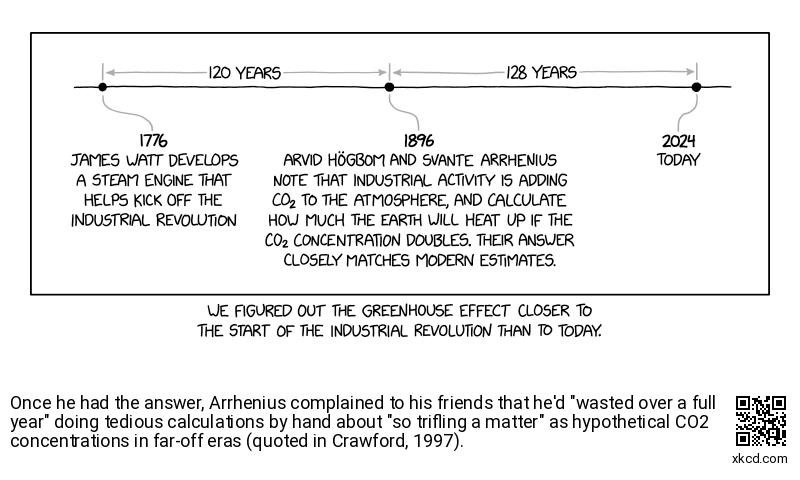 120 YEARS
128 YEARS
1776
JAMES WATT DEVELOPS
A STEAM ENGINE THAT
HELPS KICK OFF THE
INDUSTRIAL REVOLUTION
1896
ARVID HÖGBOM AND SVANTE ARRHENIUS
NOTE THAT INDUSTRIAL ACTIVITY IS ADDING
CO₂ TO THE ATMOSPHERE, AND CALCULATE
HOW MUCH THE EARTH WILL HEAT UP IF THE
CO₂ CONCENTRATION DOUBLES. THEIR ANSWER
CLOSELY MATCHES MODERN ESTIMATES.
2024
TODAY
WE FIGURED OUT THE GREENHOUSE EFFECT CLOSER TO
THE START OF THE INDUSTRIAL REVOLUTION THAN TO TODAY.
Once he had the answer, Arrhenius complained to his friends that he'd "wasted over a full
year" doing tedious calculations by hand about "so trifling a matter" as hypothetical CO2
concentrations in far-off eras (quoted in Crawford, 1997).
xkcd.com